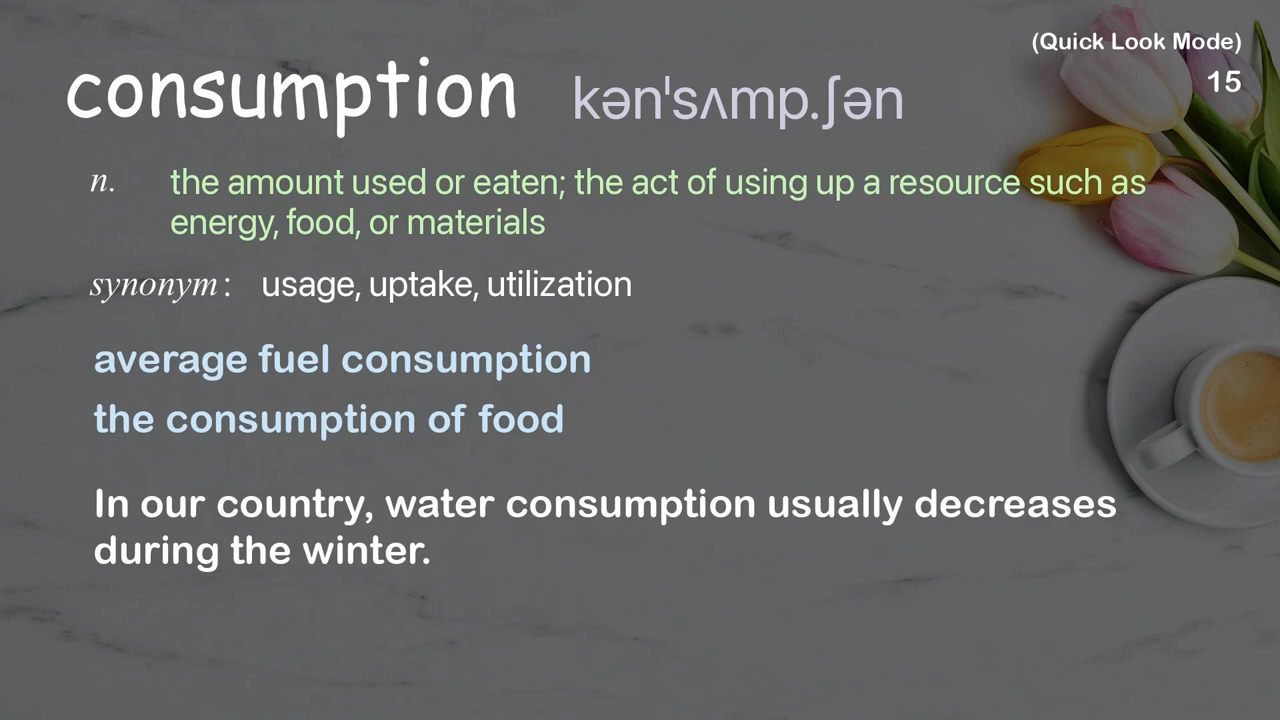 (Quick Look Mode)
15
consumption kən'sʌmp.ʃən
n. the amount used or eaten; the act of using up a resource such as
energy, food, or materials
synonym: usage, uptake, utilization
average fuel consumption
the consumption of food
In our country, water consumption usually decreases
during the winter.